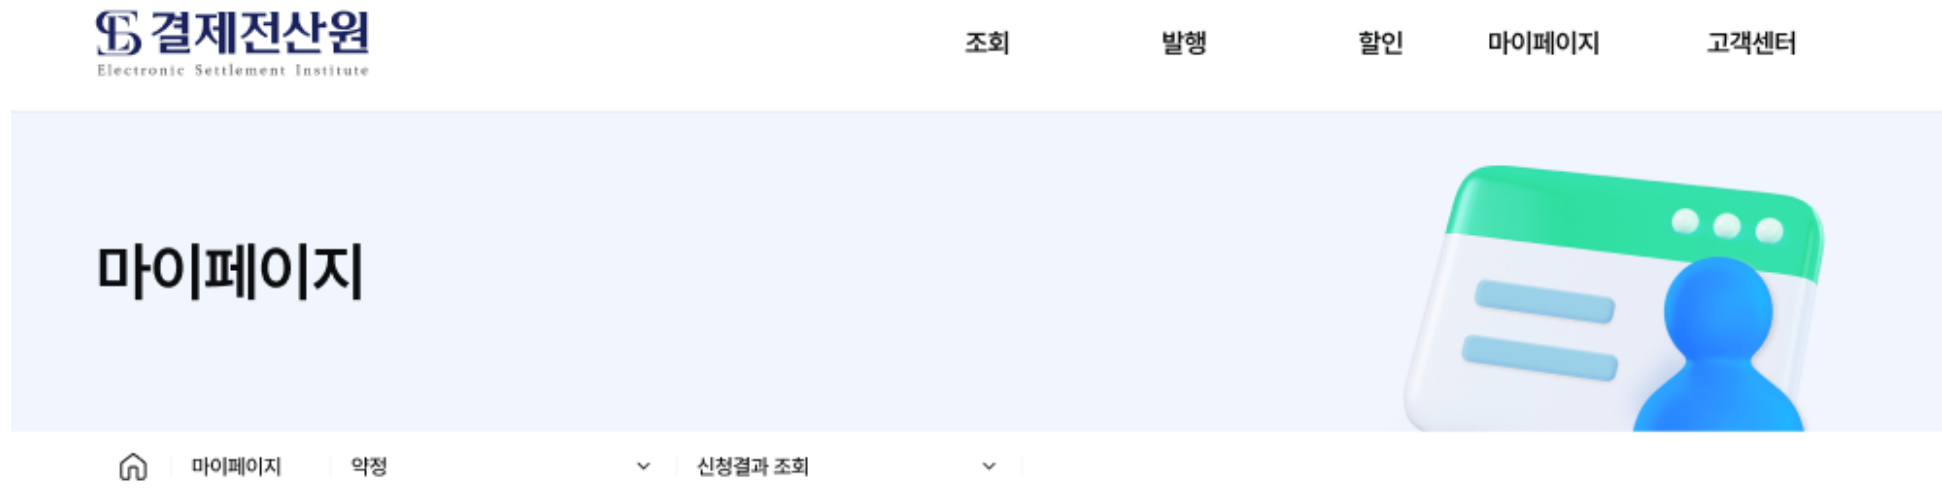 결제전산원
Electronic Settlement Institute
조회 발행 할인 마이페이지 고객센터
마이페이지
마이페이지 약정 신청결과 조회